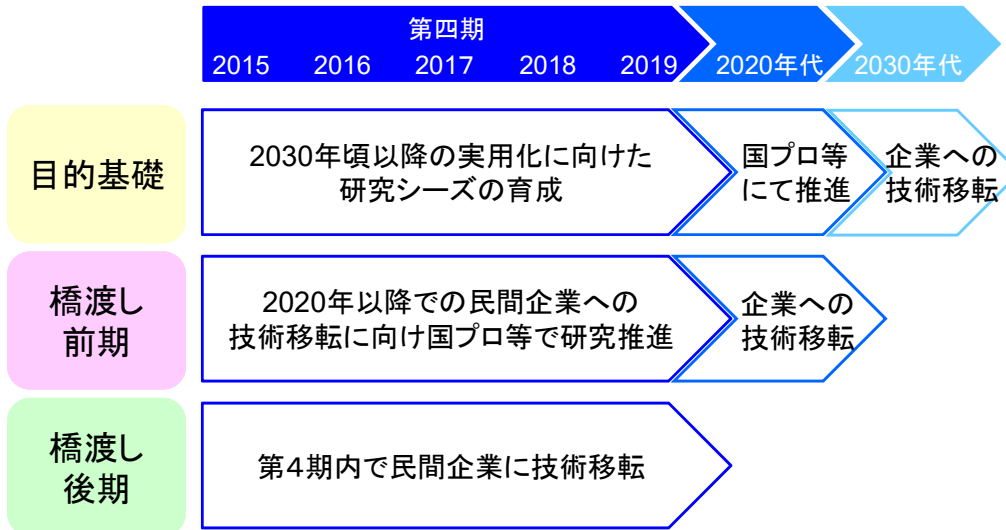 第四期
2015 2016 2017 2018 2019 2020年代 2030年代
目的基礎
2030年頃以降の実用化に向けた
研究シーズの育成
国プロ等
にて推進
企業への
技術移転
橋渡し
前期
2020年以降での民間企業への
技術移転に向け国プロ等で研究推進
企業への
技術移転
橋渡し
後期
第４期内で民間企業に技術移転